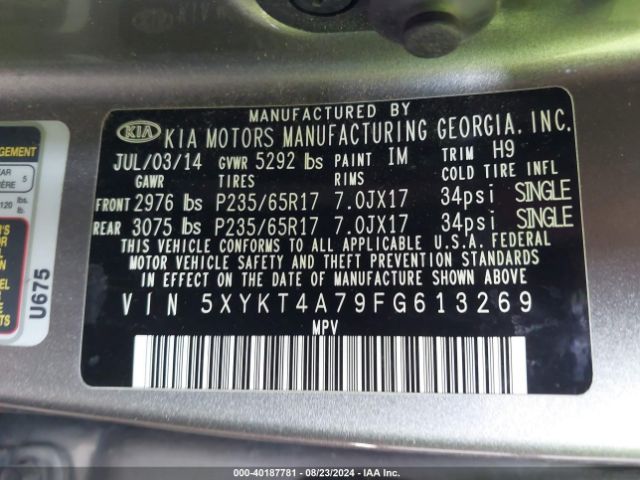 KIA
MANUFACTURED BY
KIA KIA MOTORS MANUFACTURING GEORGIA, INC.
JUL/03/14 GVWR 5292 lbs PAINT IM TRIM H9
GAWR TIRES RIMS COLD TIRE INFL
FRONT 2976 lbs P235/65R17 7.0JX17 34psi SINGLE
REAR 3075 lbs P235/65R17 7.0JX17 34psi SINGLE
THIS VEHICLE CONFORMS TO ALL APPLICABLE U.S.A. FEDERAL
MOTOR VEHICLE SAFETY AND THEFT PREVENTION STANDARDS
IN EFFECT ON THE DATE OF MANUFACTURE SHOWN ABOVE.
VIN 5XYKT4A79FG613269
MPV
5
120 lbs.
U675
000-40187781 - 08/23/2024 - IAA Inc.